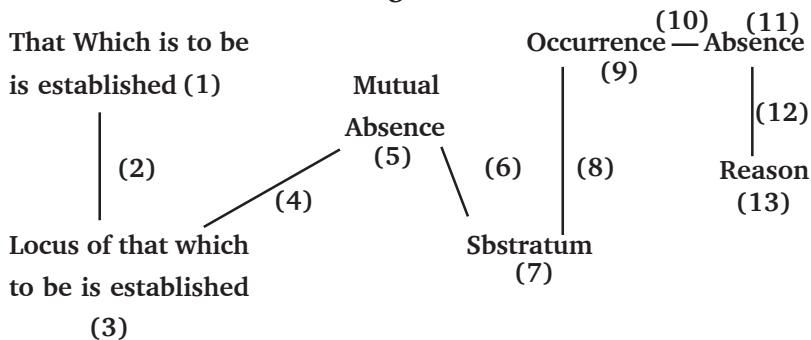 That Which is to be
is established (1)
(2)
Locus of that which
to be is established
(3)
(4)
Mutual
Absence
(5)
(6)
Sbstratum
(7)
(8)
Occurrence
(9)
(10)
Absence
(11)
(12)
Reason
(13)